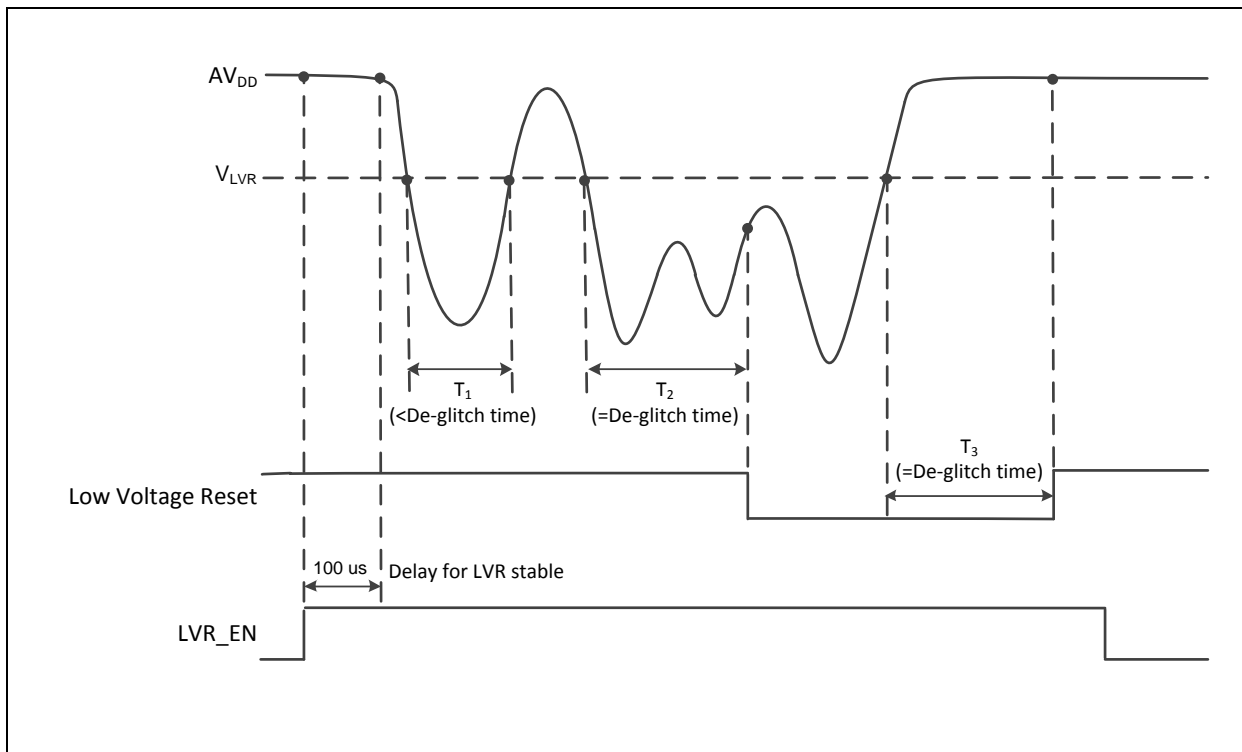 AVDD
VLVR
T1
(<De-glitch time)
T2
(=De-glitch time)
T3
(=De-glitch time)
Low Voltage Reset
100 us
Delay for LVR stable
LVR_EN